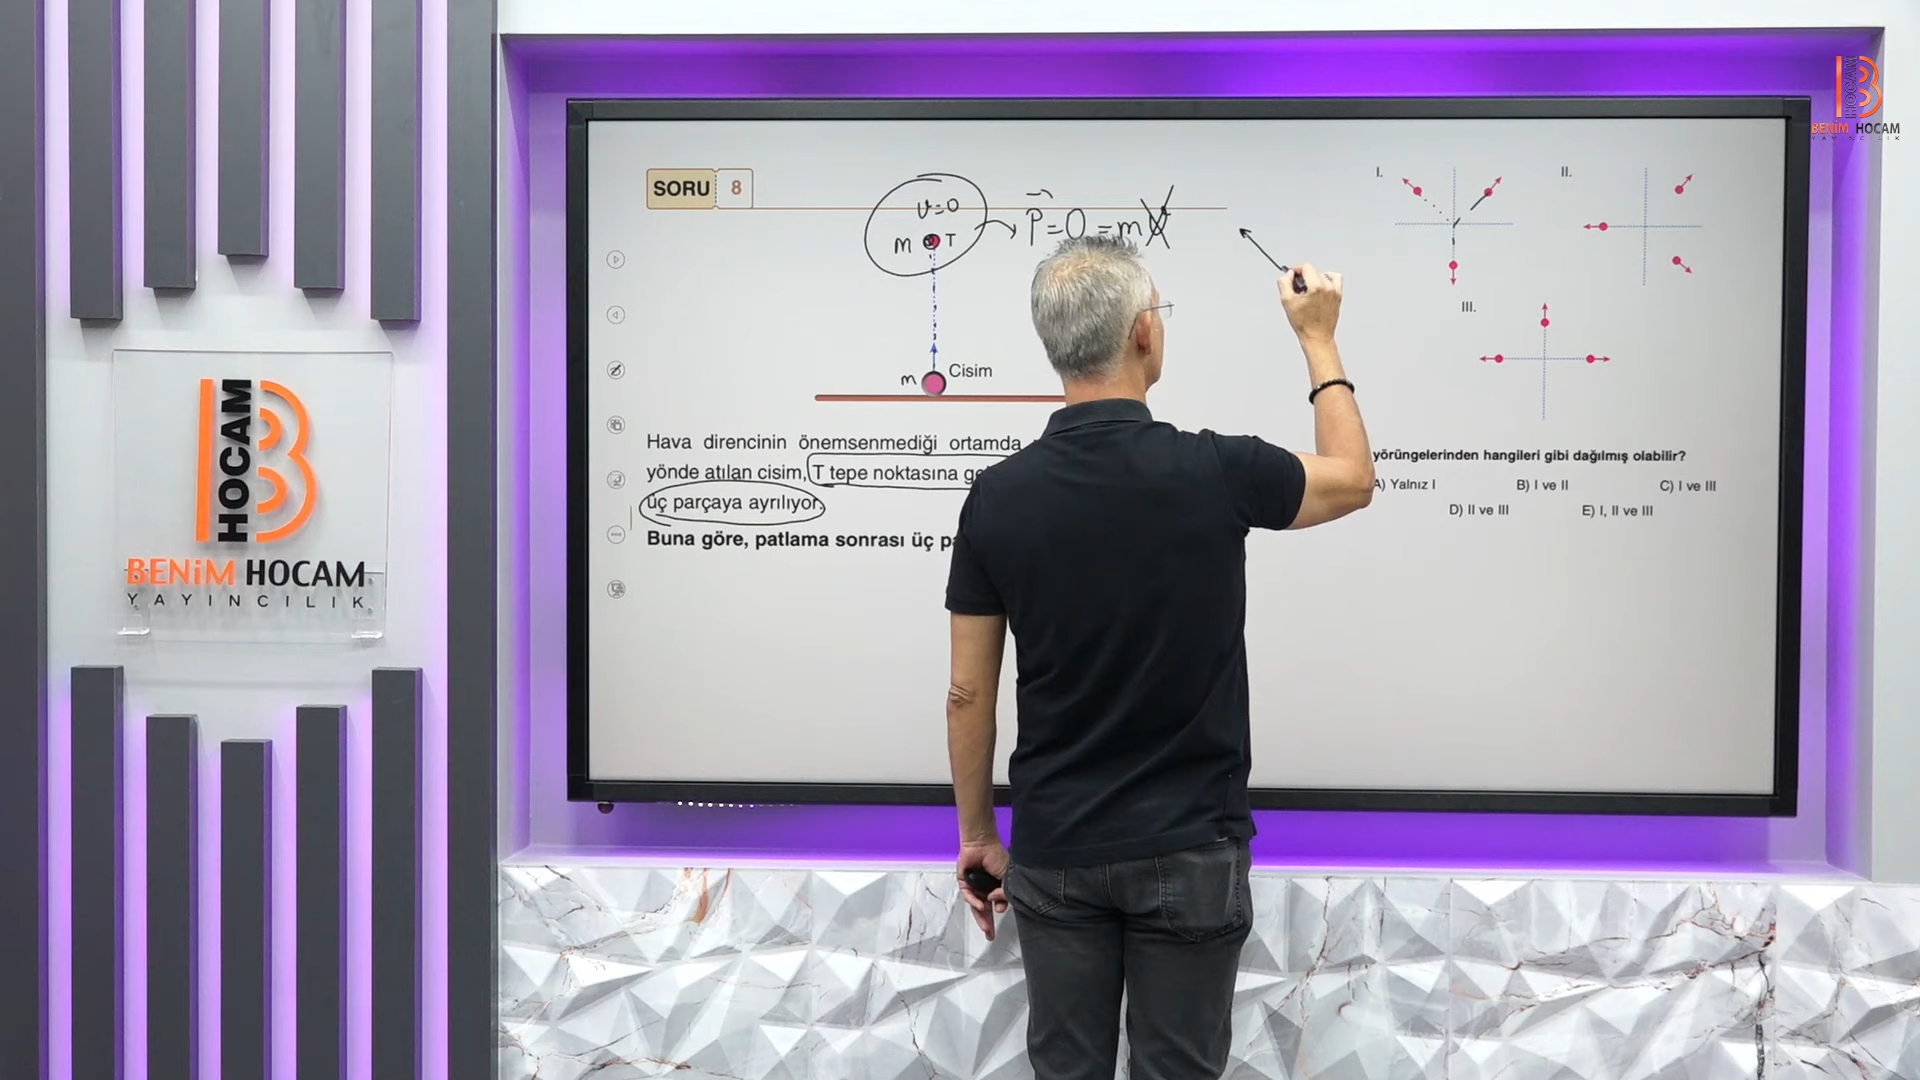 SORU 8
v=0
m T
P=0=mv
m Cisim
Hava direncinin önemsenmediği ortamda
yönde atılan cisim, T tepe noktasına
üç parçaya ayrılıyor.
Buna göre, patlama sonrası üç
I.
II.
III.
yörüngelerinden hangileri gibi dağılmış olabilir?
A) Yalnız I B) I ve II C) I ve III
D) II ve III E) I, II ve III
HOCAM
BENİM HOCAM
YAYINCILIK
HOCAM
BENİM HOCAM
YAYINCILIK